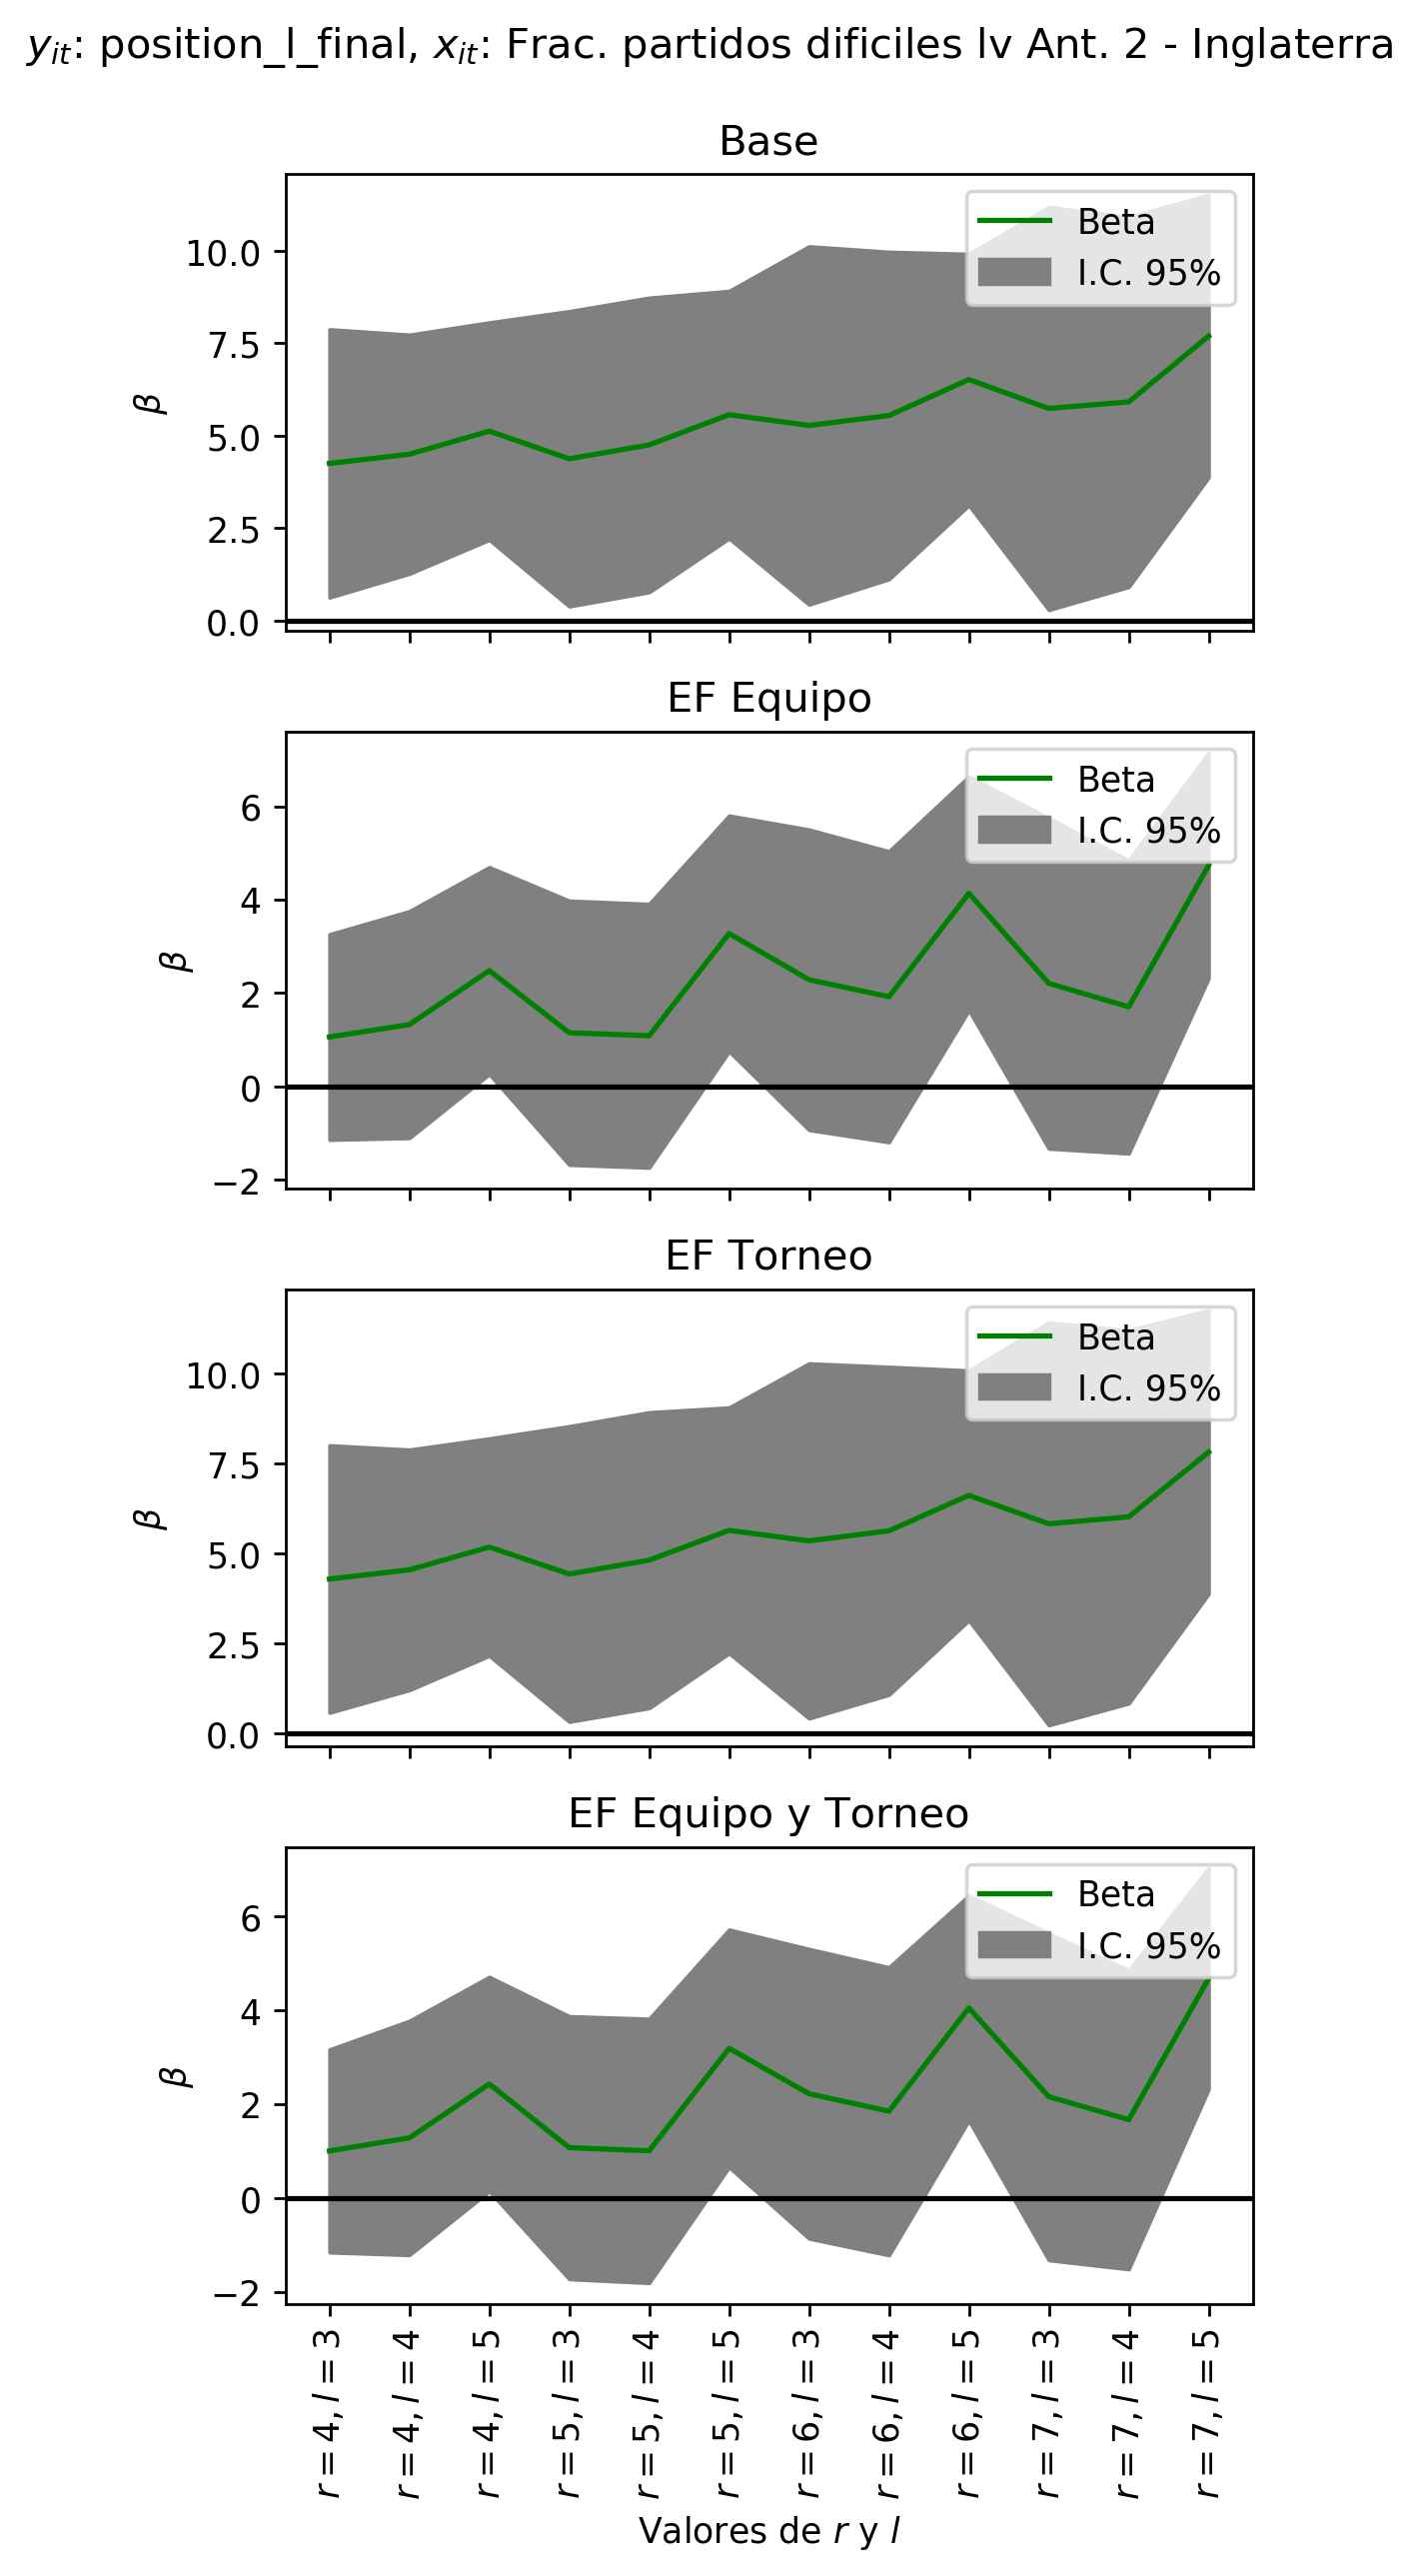 y_it: position_l_final, x_it: Frac. partidos dificiles lv Ant. 2 - Inglaterra
Base
Beta
I.C. 95%
10.0
7.5
5.0
2.5
0.0
β
EF Equipo
Beta
I.C. 95%
6
4
2
0
−2
β
EF Torneo
Beta
I.C. 95%
10.0
7.5
5.0
2.5
0.0
β
EF Equipo y Torneo
Beta
I.C. 95%
6
4
2
0
−2
β
r = 4, l = 3
r = 4, l = 4
r = 4, l = 5
r = 5, l = 3
r = 5, l = 4
r = 5, l = 5
r = 6, l = 3
r = 6, l = 4
r = 6, l = 5
r = 7, l = 3
r = 7, l = 4
r = 7, l = 5
Valores de r y l